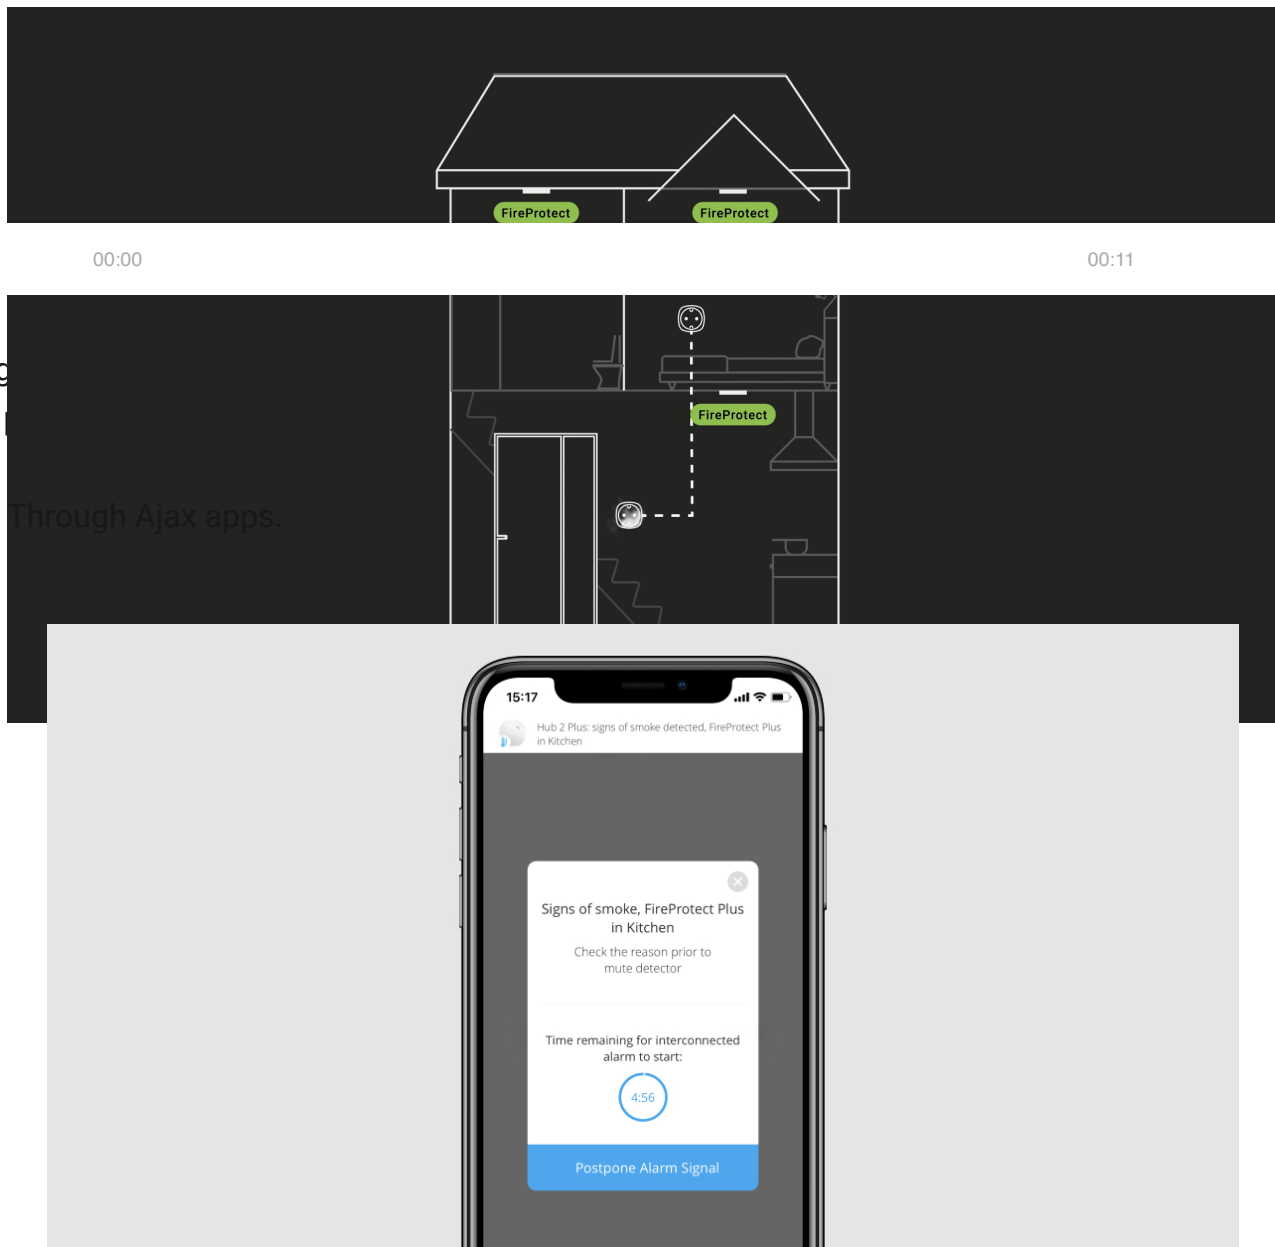 FireProtect FireProtect
00:00 00:11
FireProtect
Through Ajax apps.
15:17
Hub 2 Plus: signs of smoke detected, FireProtect Plus
in Kitchen
Signs of smoke, FireProtect Plus
in Kitchen
Check the reason prior to
mute detector
Time remaining for interconnected
alarm to start:
4:56
Postpone Alarm Signal